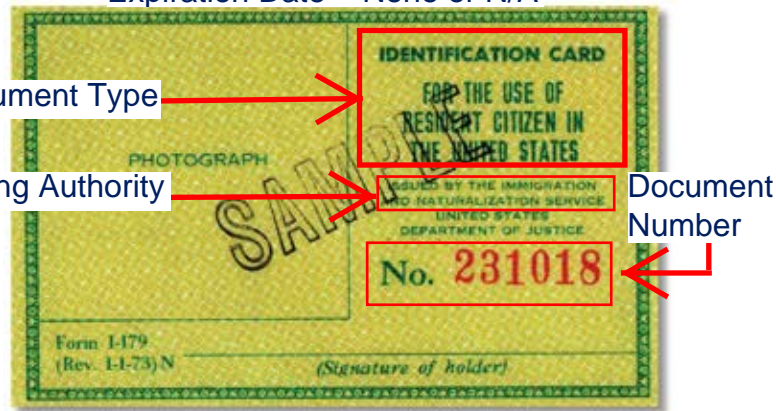 Expiration Date – None or N/A
ument Type
ng Authority
Document
Number
IDENTIFICATION CARD
FOR THE USE OF
RESIDENT CITIZEN IN
THE UNITED STATES
ISSUED BY THE IMMIGRATION
AND NATURALIZATION SERVICE
UNITED STATES
DEPARTMENT OF JUSTICE
No. 231018
PHOTOGRAPH
SAMPLE
Form I-179
(Rev. 1-1-73) N
(Signature of holder)